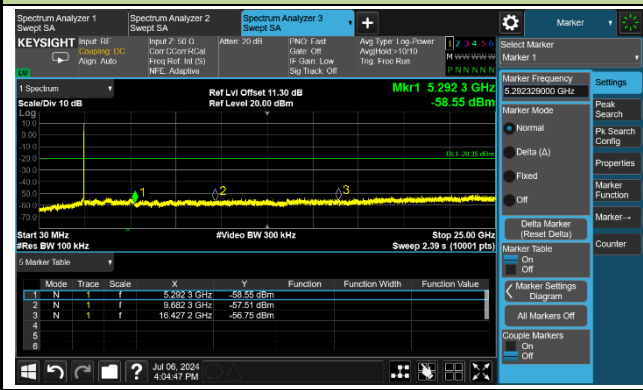 Spectrum Analyzer 1
Swept SA
Spectrum Analyzer 2
Swept SA
Spectrum Analyzer 3
Swept SA
Marker
KEYSIGHT
Input: RF
Coupling: DC
Align: Auto
Input Z: 50 Ω
Corr CCorr RCal
Freq Ref: Int (S)
NFE: Adaptive
Atten: 20 dB
PNO: Fast
Gate: Off
IF Gain: Low
Sig Track: Off
Avg Type: Log-Power
Avg|Hold:>10/10
Trig: Free Run
1 2 3 4 5 6
M W W W W W
P N N N N N
LXI
Select Marker
Marker 1
1 Spectrum
Scale/Div 10 dB
Log
Ref Lvl Offset 11.30 dB
Ref Level 20.00 dBm
Mkr1 5.292 3 GHz
-58.55 dBm
10.0
0.00
-10.0
-20.0
-30.0
-40.0
-50.0
-60.0
-70.0
DL1 -20.35 dBm
1
2
3
Start 30 MHz
#Res BW 100 kHz
#Video BW 300 kHz
Stop 25.00 GHz
Sweep 2.39 s (10001 pts)
5 Marker Table
Mode Trace Scale X Y Function Function Width Function Value
1 N 1 f 5.292 3 GHz -58.55 dBm
2 N 1 f 9.682 3 GHz -57.51 dBm
3 N 1 f 16.427 2 GHz -56.75 dBm
4
5
6
Jul 06, 2024
4:04:47 PM
Marker Frequency
5.292329000 GHz
Marker Mode
Normal
Delta (Δ)
Fixed
Off
Delta Marker
(Reset Delta)
Marker Table
On
Off
Marker Settings
Diagram
All Markers Off
Couple Markers
On
Off
Settings
Peak
Search
Pk Search
Config
Properties
Marker
Function
Marker→
Counter